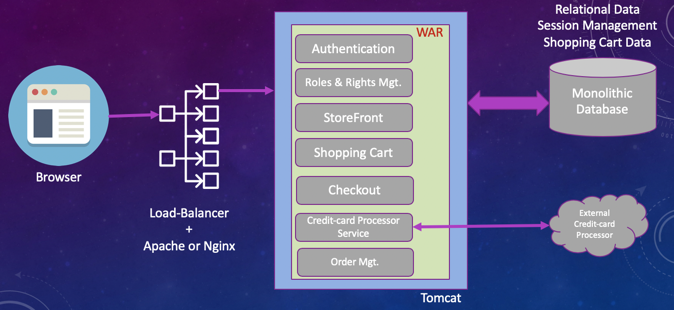 Relational Data
Session Management
Shopping Cart Data
WAR
Authentication
Roles & Rights Mgt.
StoreFront
Shopping Cart
Checkout
Credit-card Processor
Service
Order Mgt.
Tomcat
Monolithic
Database
Browser
Load-Balancer
+
Apache or Nginx
External
Credit-card
Processor